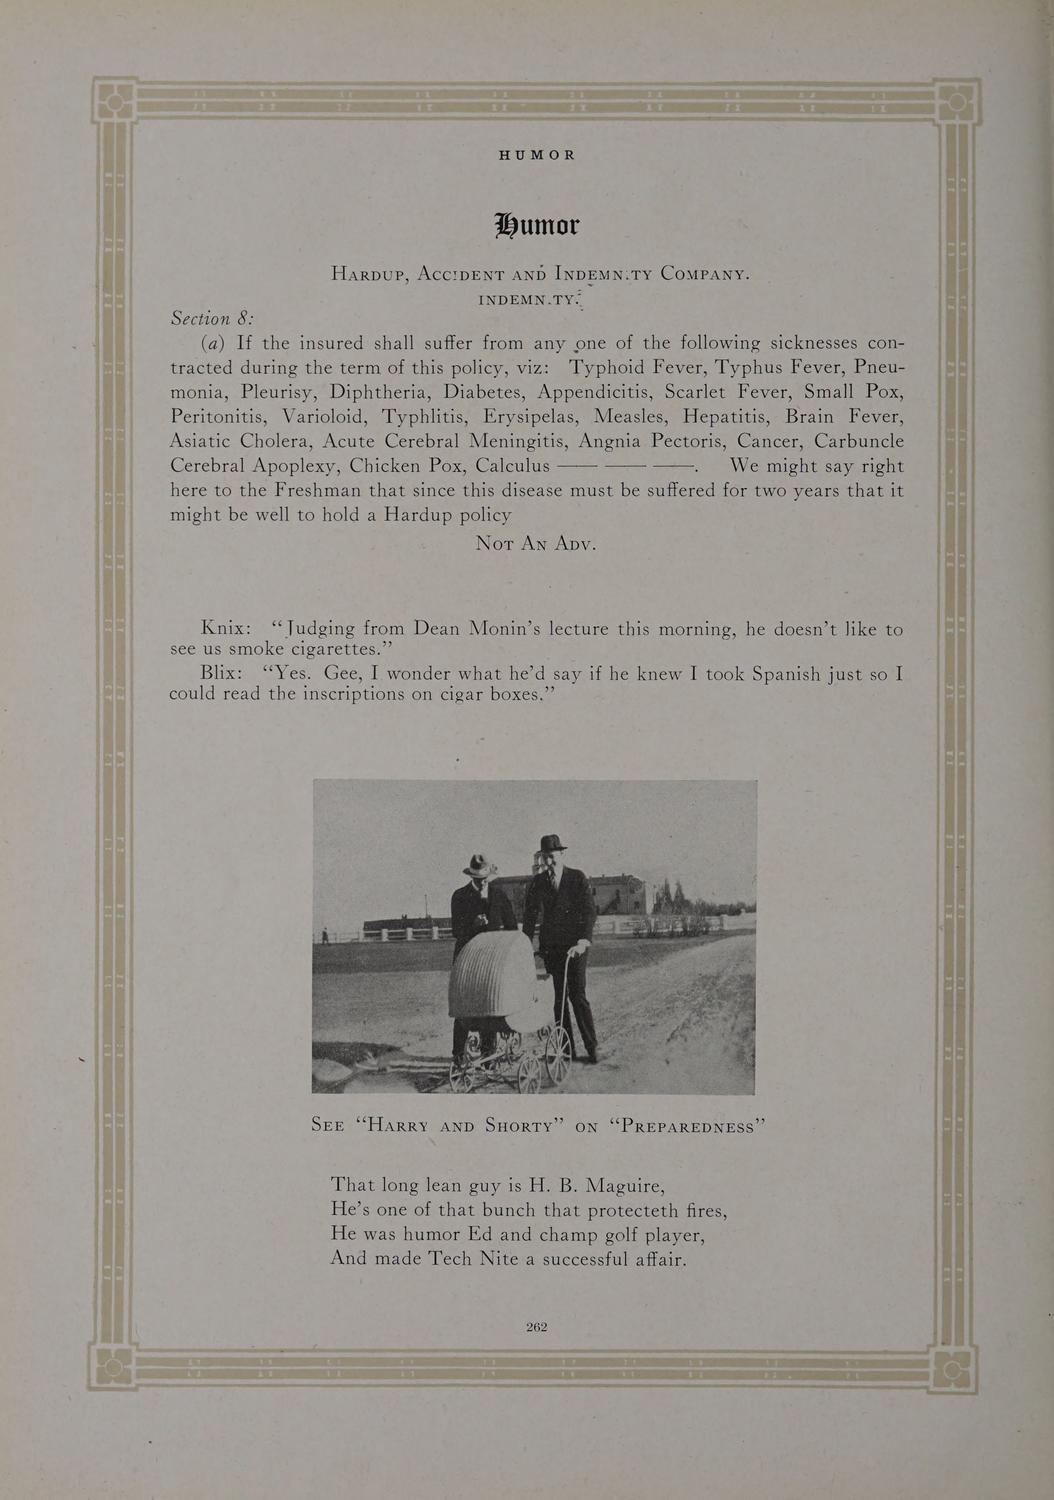 HUMOR
Humor
HARDUP, ACCIDENT AND INDEMNITY COMPANY.
INDEMNITY.
Section 8:
(a) If the insured shall suffer from any one of the following sicknesses con-
tracted during the term of this policy, viz: Typhoid Fever, Typhus Fever, Pneu-
monia, Pleurisy, Diphtheria, Diabetes, Appendicitis, Scarlet Fever, Small Pox,
Peritonitis, Varioloid, Typhlitis, Erysipelas, Measles, Hepatitis, Brain Fever,
Asiatic Cholera, Acute Cerebral Meningitis, Angnia Pectoris, Cancer, Carbuncle
Cerebral Apoplexy, Chicken Pox, Calculus —— —— ——. We might say right
here to the Freshman that since this disease must be suffered for two years that it
might be well to hold a Hardup policy
NOT AN ADV.
Knix: “Judging from Dean Monin’s lecture this morning, he doesn’t like to
see us smoke cigarettes.”
Blix: “Yes. Gee, I wonder what he’d say if he knew I took Spanish just so I
could read the inscriptions on cigar boxes.”
SEE “HARRY AND SHORTY” ON “PREPAREDNESS”
That long lean guy is H. B. Maguire,
He’s one of that bunch that protecteth fires,
He was humor Ed and champ golf player,
And made Tech Nite a successful affair.
262